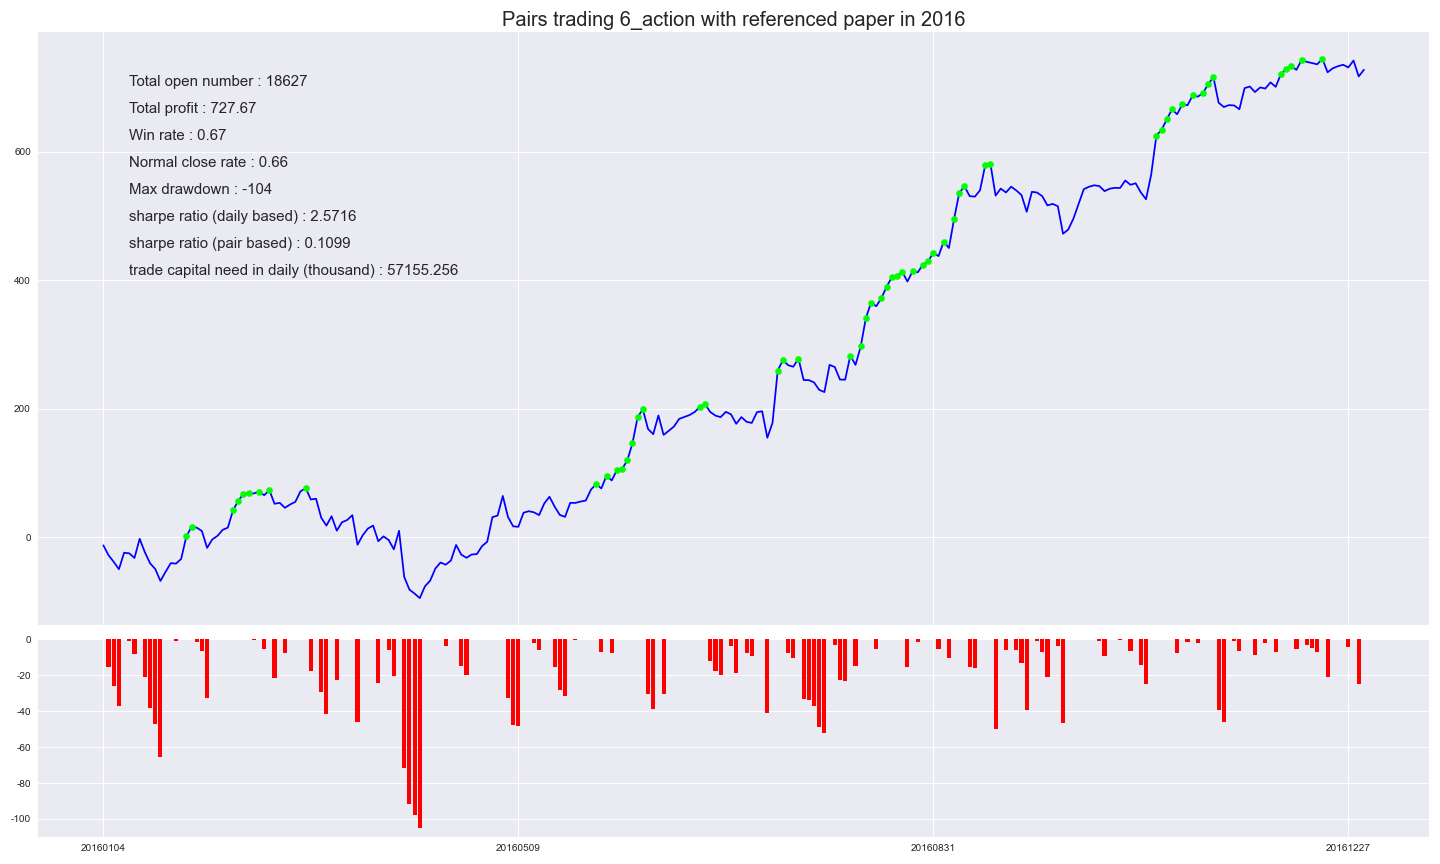 Pairs trading 6_action with referenced paper in 2016
Total open number : 18627
Total profit : 727.67
Win rate : 0.67
Normal close rate : 0.66
Max drawdown : -104
sharpe ratio (daily based) : 2.5716
sharpe ratio (pair based) : 0.1099
trade capital need in daily (thousand) : 57155.256
600
400
200
0
0
-20
-40
-60
-80
-100
20160104 20160509 20160831 20161227